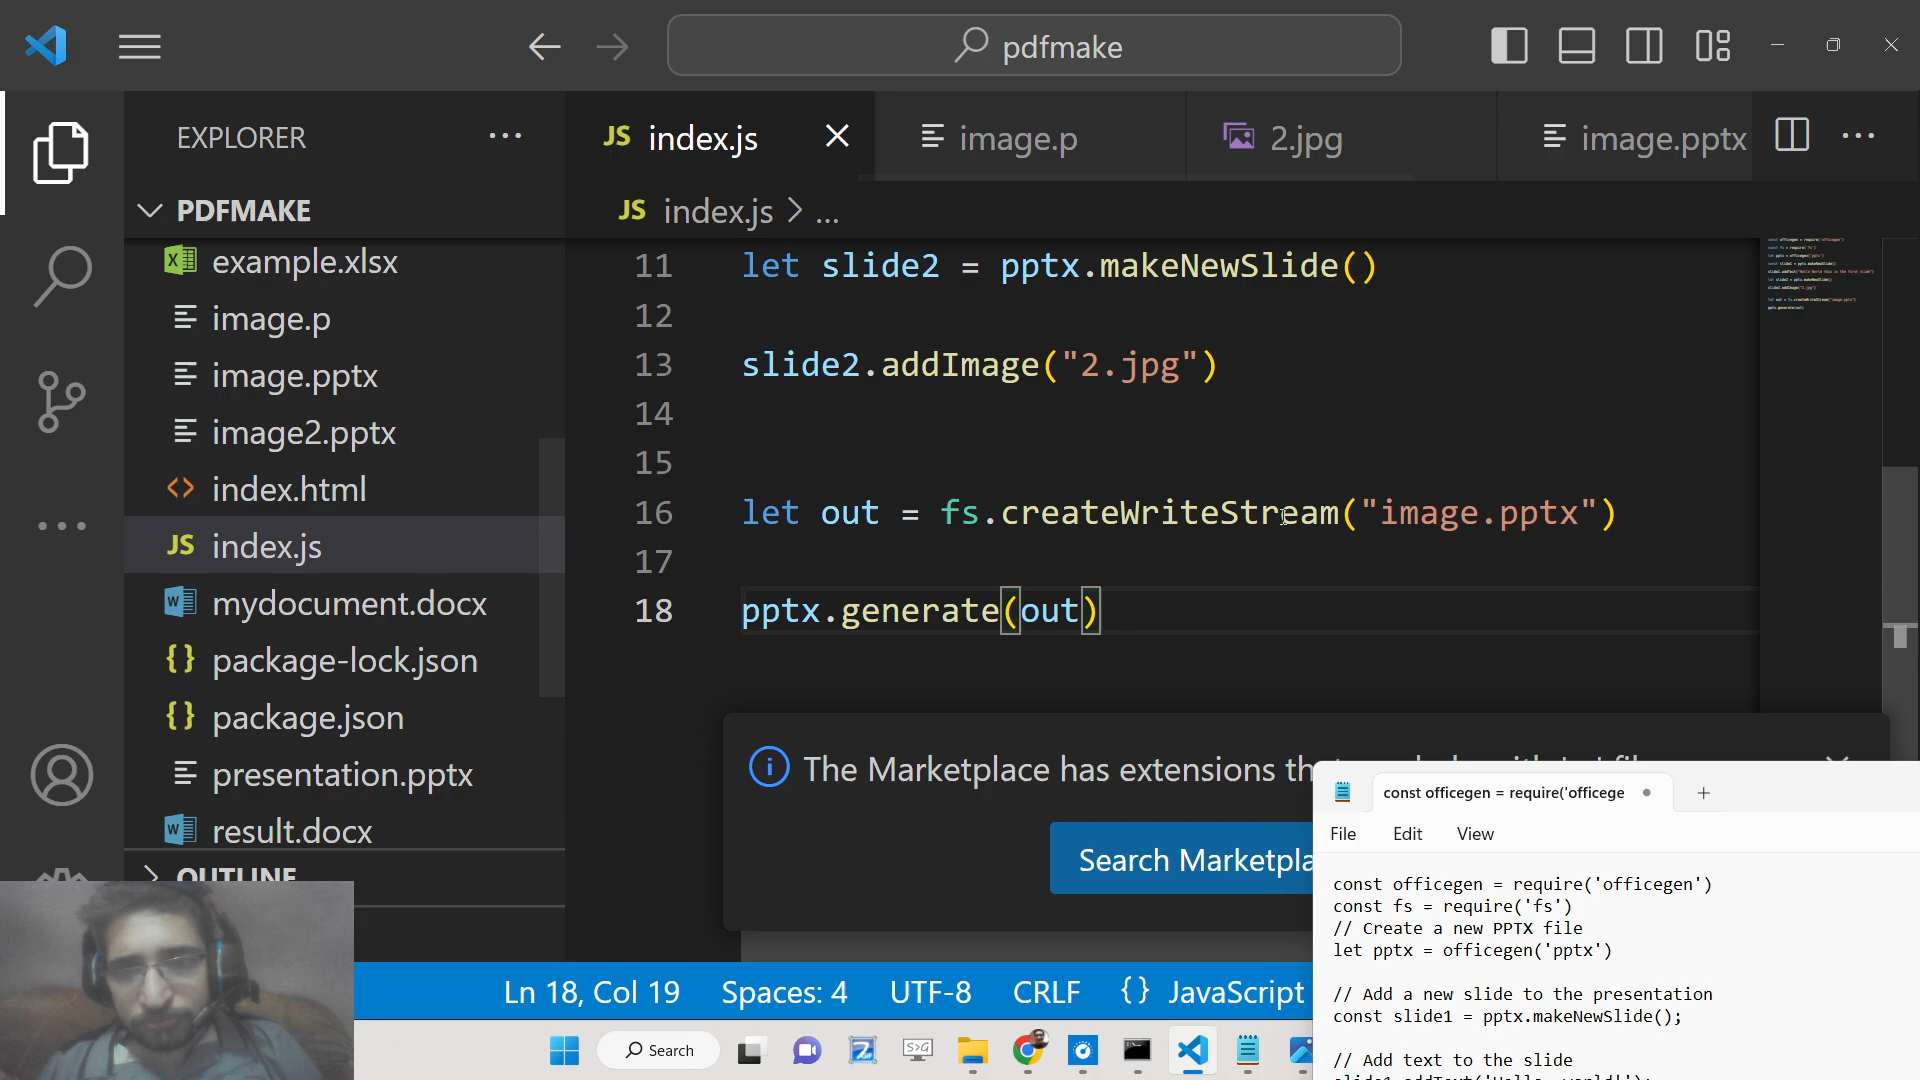 pdfmake
EXPLORER
JS index.js
image.p
2.jpg
image.pptx
PDFMAKE
JS index.js > ...
example.xlsx
image.p
image.pptx
image2.pptx
index.html
JS index.js
mydocument.docx
package-lock.json
package.json
presentation.pptx
result.docx
OUTLINE
11 let slide2 = pptx.makeNewSlide()
12
13 slide2.addImage("2.jpg")
14
15
16 let out = fs.createWriteStream("image.pptx")
17
18 pptx.generate(out)
The Marketplace has extensions
Search
Ln 18, Col 19 Spaces: 4 UTF-8 CRLF {} JavaScript
Search
const officegen = require('officege
File Edit View
const officegen = require('officegen')
const fs = require('fs')
// Create a new PPTX file
let pptx = officegen('pptx')
// Add a new slide to the presentation
const slide1 = pptx.makeNewSlide();
// Add text to the slide